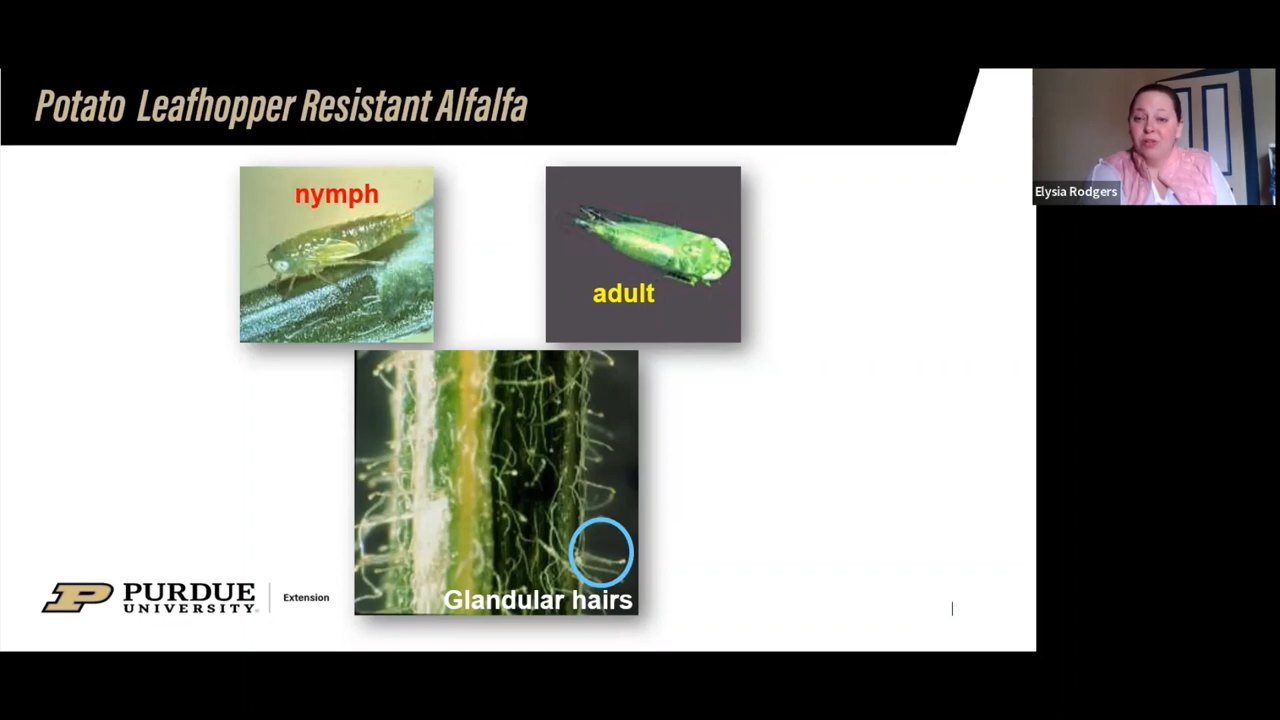 Potato Leafhopper Resistant Alfalfa
Elysia Rodgers
nymph
adult
Glandular hairs
PURDUE
UNIVERSITY
Extension